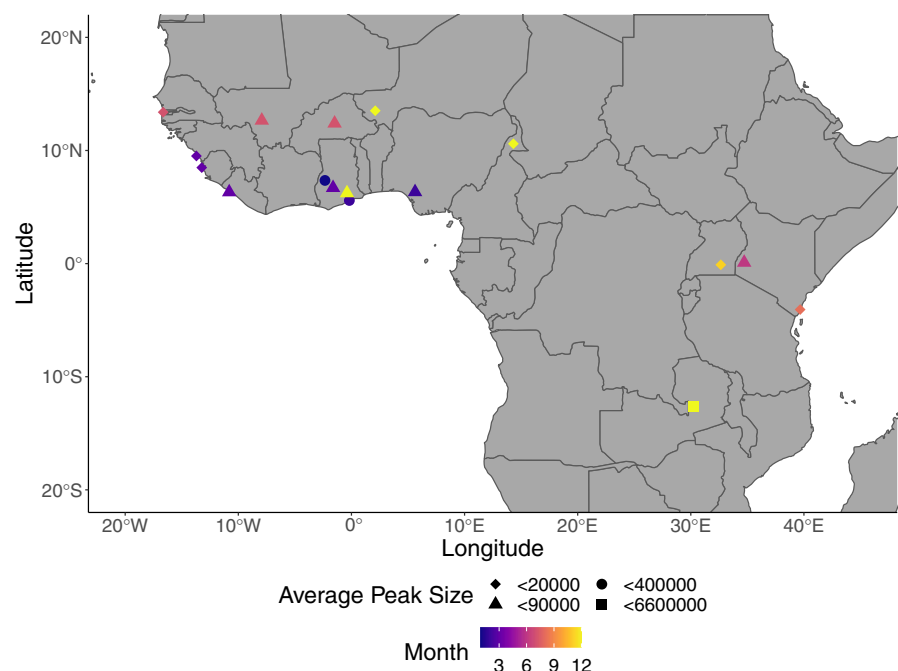 20°N
10°N
0°
10°S
20°S
Latitude
20°W 10°W 0° 10°E 20°E 30°E 40°E
Longitude
Average Peak Size <20000 <400000
<90000 <6600000
Month
3 6 9 12